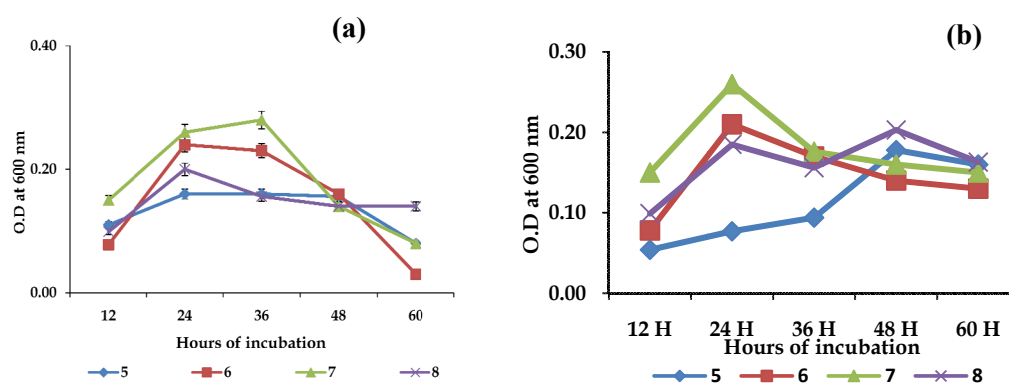 (a)
0.40
0.20
0.00
O.D at 600 nm
12 24 36 48 60
Hours of incubation
5 6 7 8
(b)
0.30
0.20
0.10
0.00
O.D at 600 nm
12 H 24 H 36 H 48 H 60 H
Hours of incubation
5 6 7 8